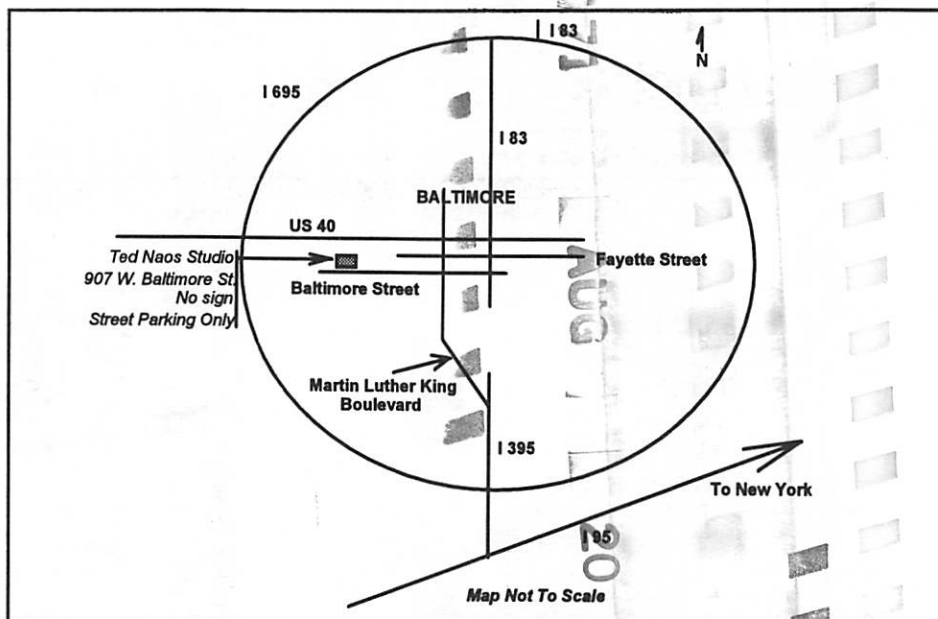 I 83
N
I 695
I 83
BALTIMORE
US 40
Ted Naos Studio
907 W. Baltimore St.
No sign
Street Parking Only
Fayette Street
Baltimore Street
AUG
Martin Luther King
Boulevard
I 395
To New York
I 95
20
Map Not To Scale